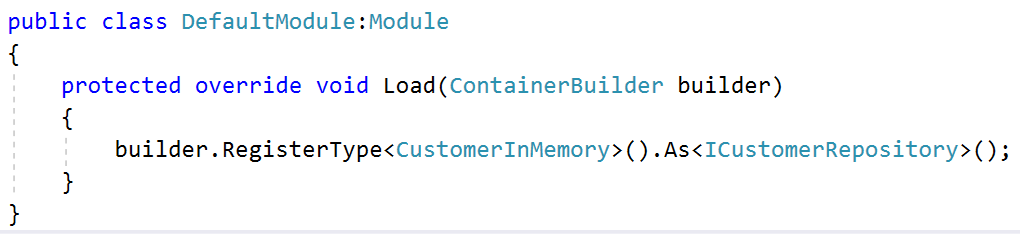 public class DefaultModule:Module
{
    protected override void Load(ContainerBuilder builder)
    {
        builder.RegisterType<CustomerInMemory>().As<ICustomerRepository>();
    }
}